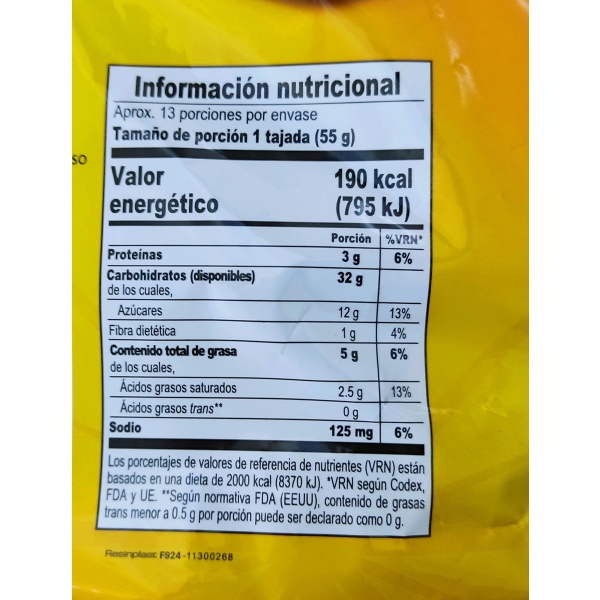 so
Información nutricional
Aprox. 13 porciones por envase
Tamaño de porción 1 tajada (55 g)
Valor energético 190 kcal (795 kJ)
Porción %VRN*
Proteínas 3 g 6%
Carbohidratos (disponibles) 32 g
de los cuales,
Azúcares 12 g 13%
Fibra dietética 1 g 4%
Contenido total de grasa 5 g 6%
de los cuales,
Ácidos grasos saturados 2.5 g 13%
Ácidos grasos trans** 0 g
Sodio 125 mg 6%
Los porcentajes de valores de referencia de nutrientes (VRN) están
basados en una dieta de 2000 kcal (8370 kJ). *VRN según Codex,
FDA y UE. **Según normativa FDA (EEUU), contenido de grasas
trans menor a 0.5 g por porción puede ser declarado como 0 g.
Resinplast F924-11300268